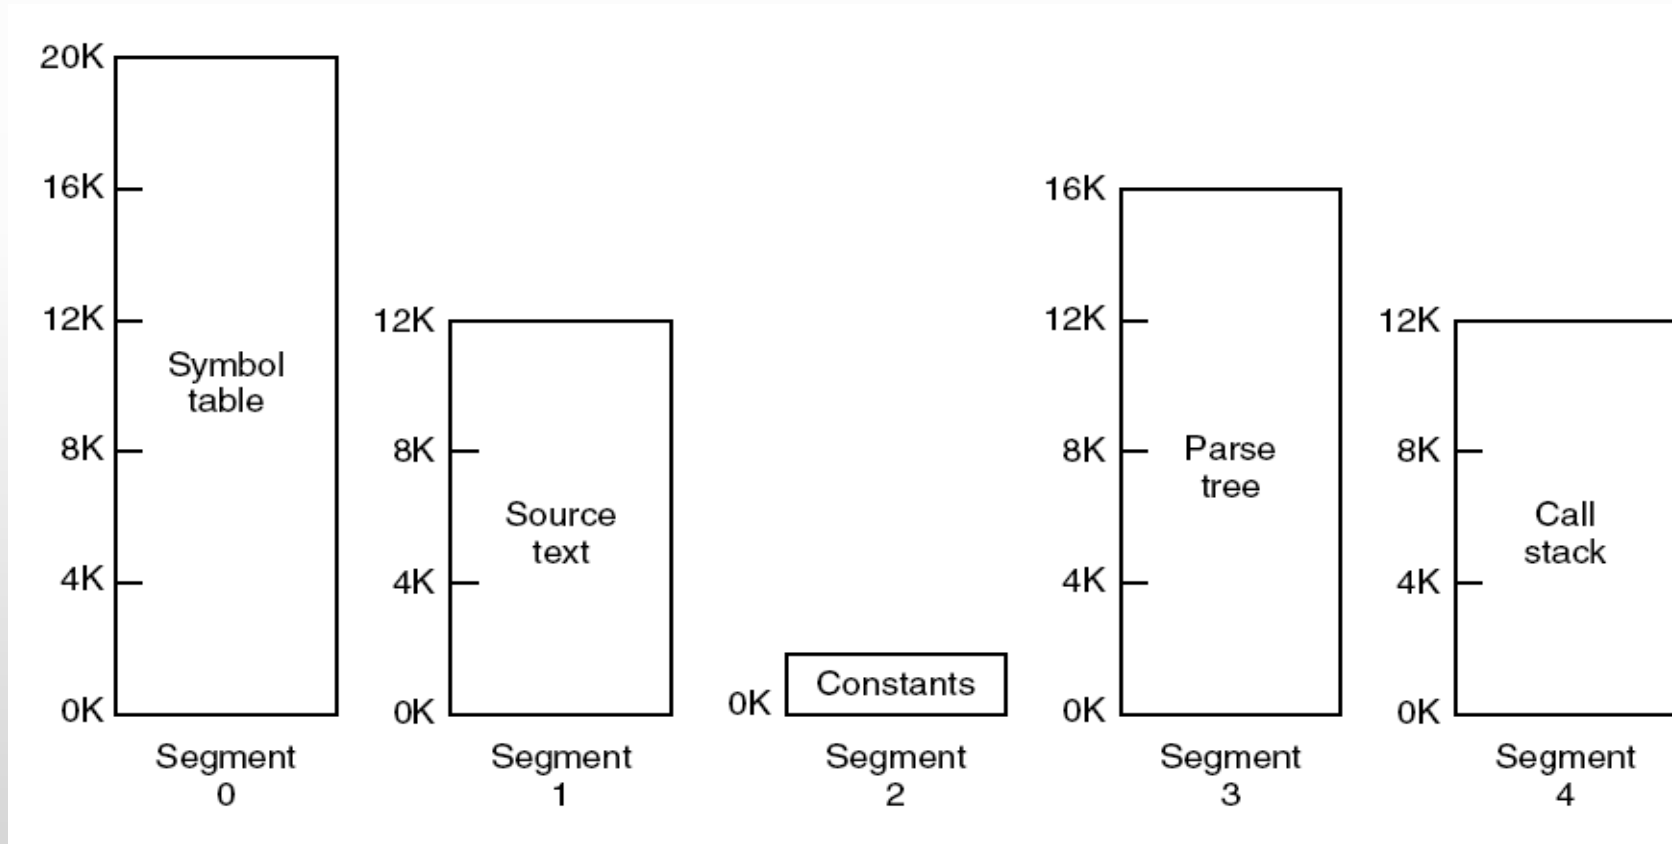 20K
16K
12K
8K
4K
0K
Symbol
table
Segment
0
12K
8K
4K
0K
Source
text
Segment
1
0K
Constants
Segment
2
16K
12K
8K
4K
0K
Parse
tree
Segment
3
12K
8K
4K
0K
Call
stack
Segment
4